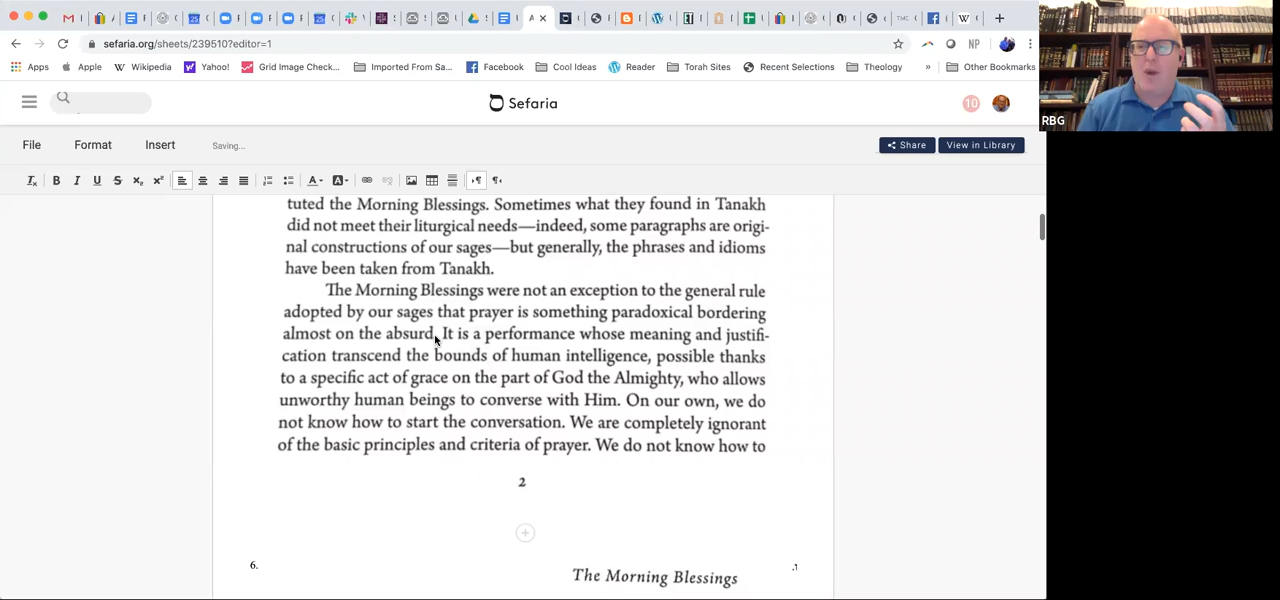 sefaria.org/sheets/239510?editor=1
NP
Apps Apple Wikipedia Yahoo! Grid Image Check... Imported From Sa... Facebook Cool Ideas Reader Torah Sites Recent Selections Theology » Other Bookmarks
RBG
Sefaria
10
File Format Insert Saving... Share View in Library
tuted the Morning Blessings. Sometimes what they found in Tanakh
did not meet their liturgical needs—indeed, some paragraphs are origi-
nal constructions of our sages—but generally, the phrases and idioms
have been taken from Tanakh.
The Morning Blessings were not an exception to the general rule
adopted by our sages that prayer is something paradoxical bordering
almost on the absurd. It is a performance whose meaning and justifi-
cation transcend the bounds of human intelligence, possible thanks
to a specific act of grace on the part of God the Almighty, who allows
unworthy human beings to converse with Him. On our own, we do
not know how to start the conversation. We are completely ignorant
of the basic principles and criteria of prayer. We do not know how to
2
6.
The Morning Blessings